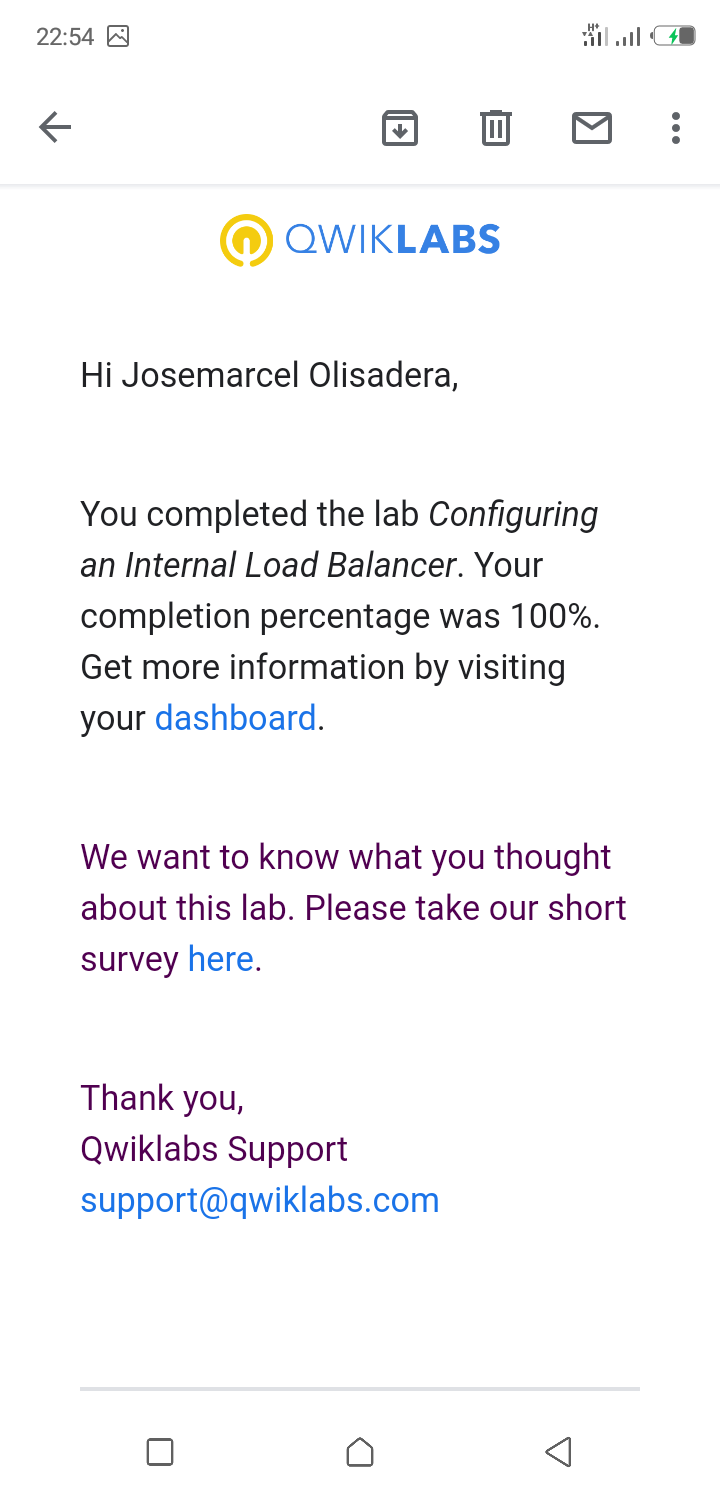 22:54
H+
QWIKLABS
Hi Josemarcel Olisadera,
You completed the lab Configuring
an Internal Load Balancer. Your
completion percentage was 100%.
Get more information by visiting
your dashboard.
We want to know what you thought
about this lab. Please take our short
survey here.
Thank you,
Qwiklabs Support
support@qwiklabs.com